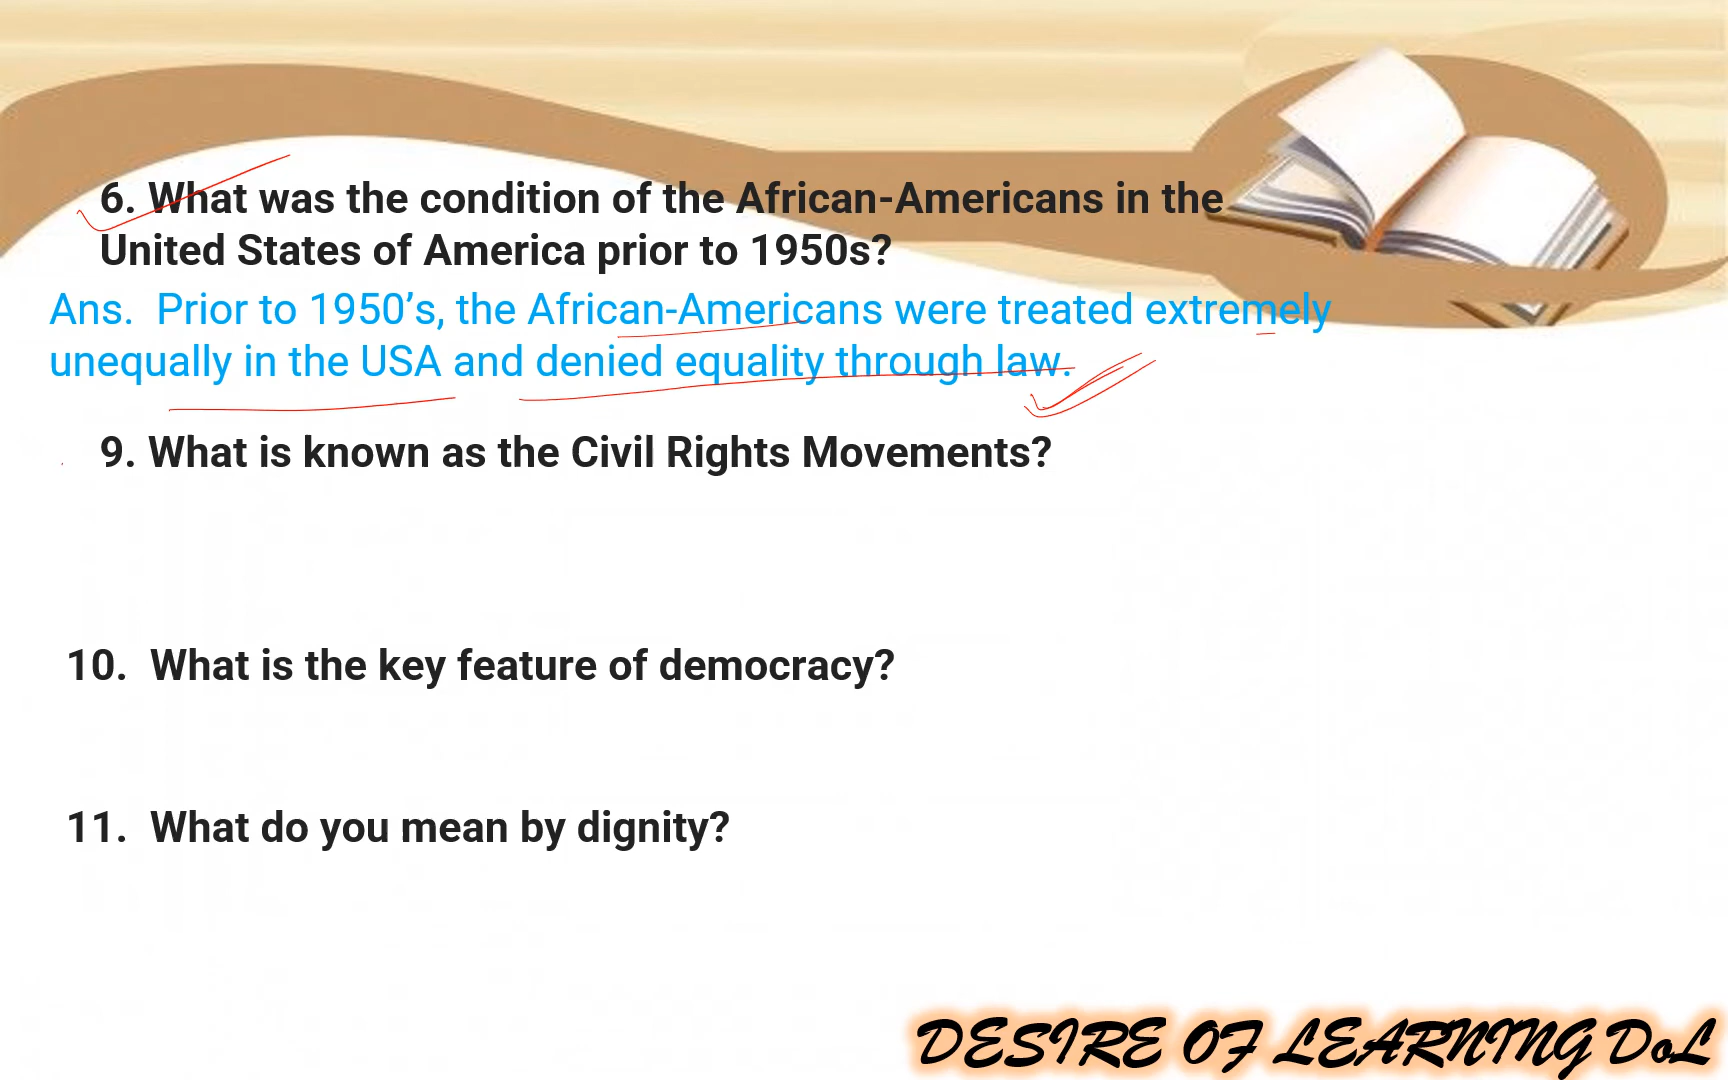 6. What was the condition of the African-Americans in the
United States of America prior to 1950s?
Ans.  Prior to 1950’s, the African-Americans were treated extremely
unequally in the USA and denied equality through law.
9. What is known as the Civil Rights Movements?
10.  What is the key feature of democracy?
11.  What do you mean by dignity?
DESIRE OF LEARNING DoL